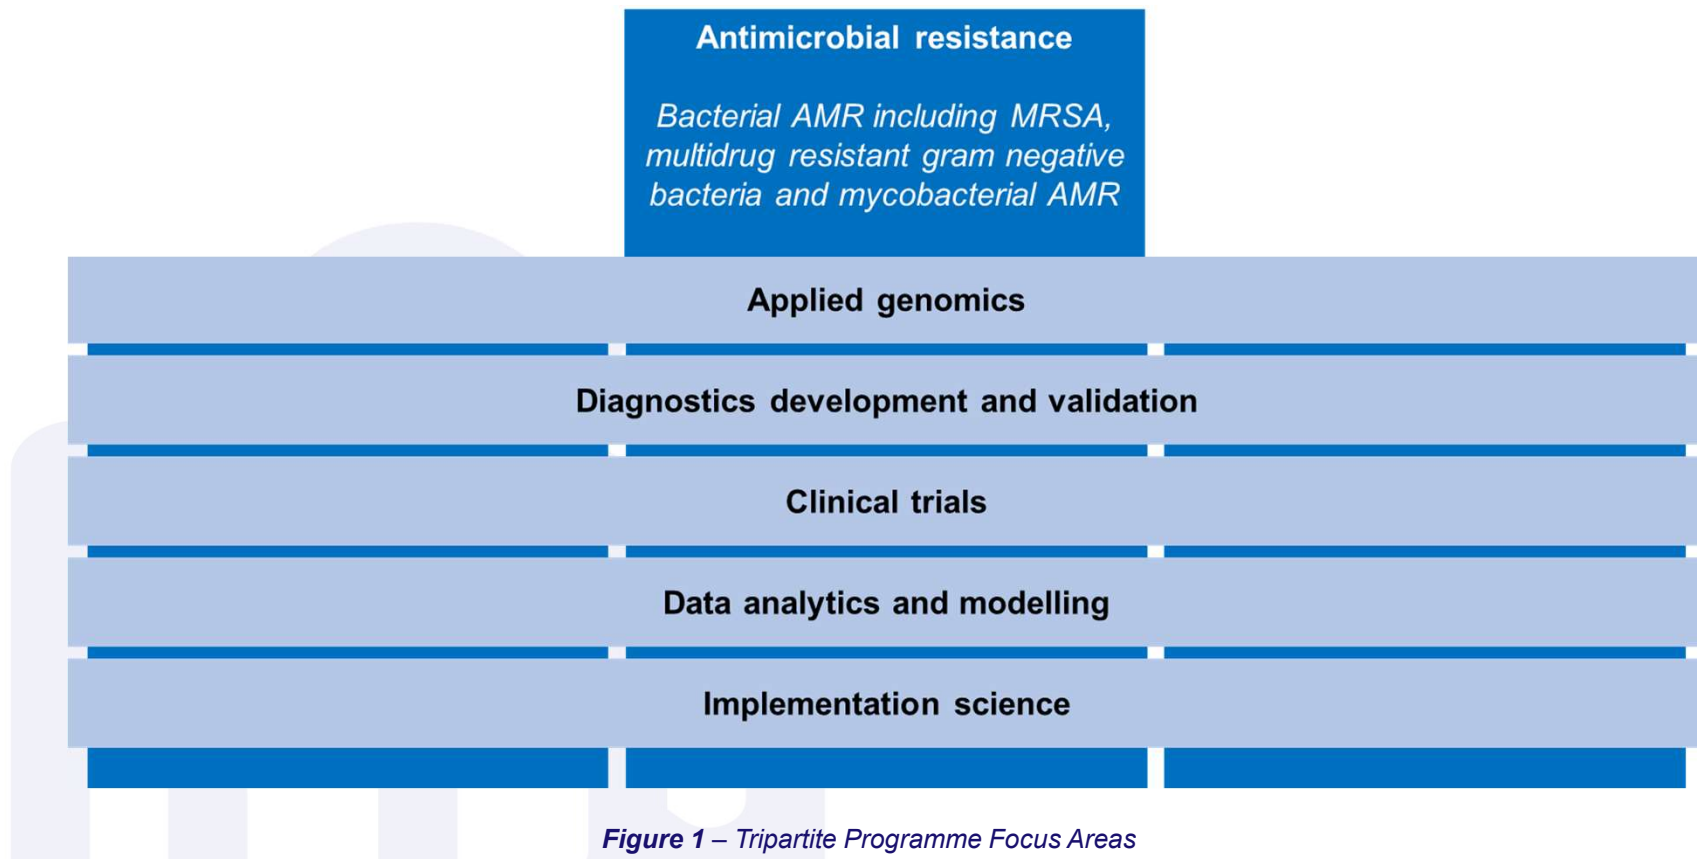 Antimicrobial resistance
Bacterial AMR including MRSA,
multidrug resistant gram negative
bacteria and mycobacterial AMR
Applied genomics
Diagnostics development and validation
Clinical trials
Data analytics and modelling
Implementation science
Figure 1 – Tripartite Programme Focus Areas